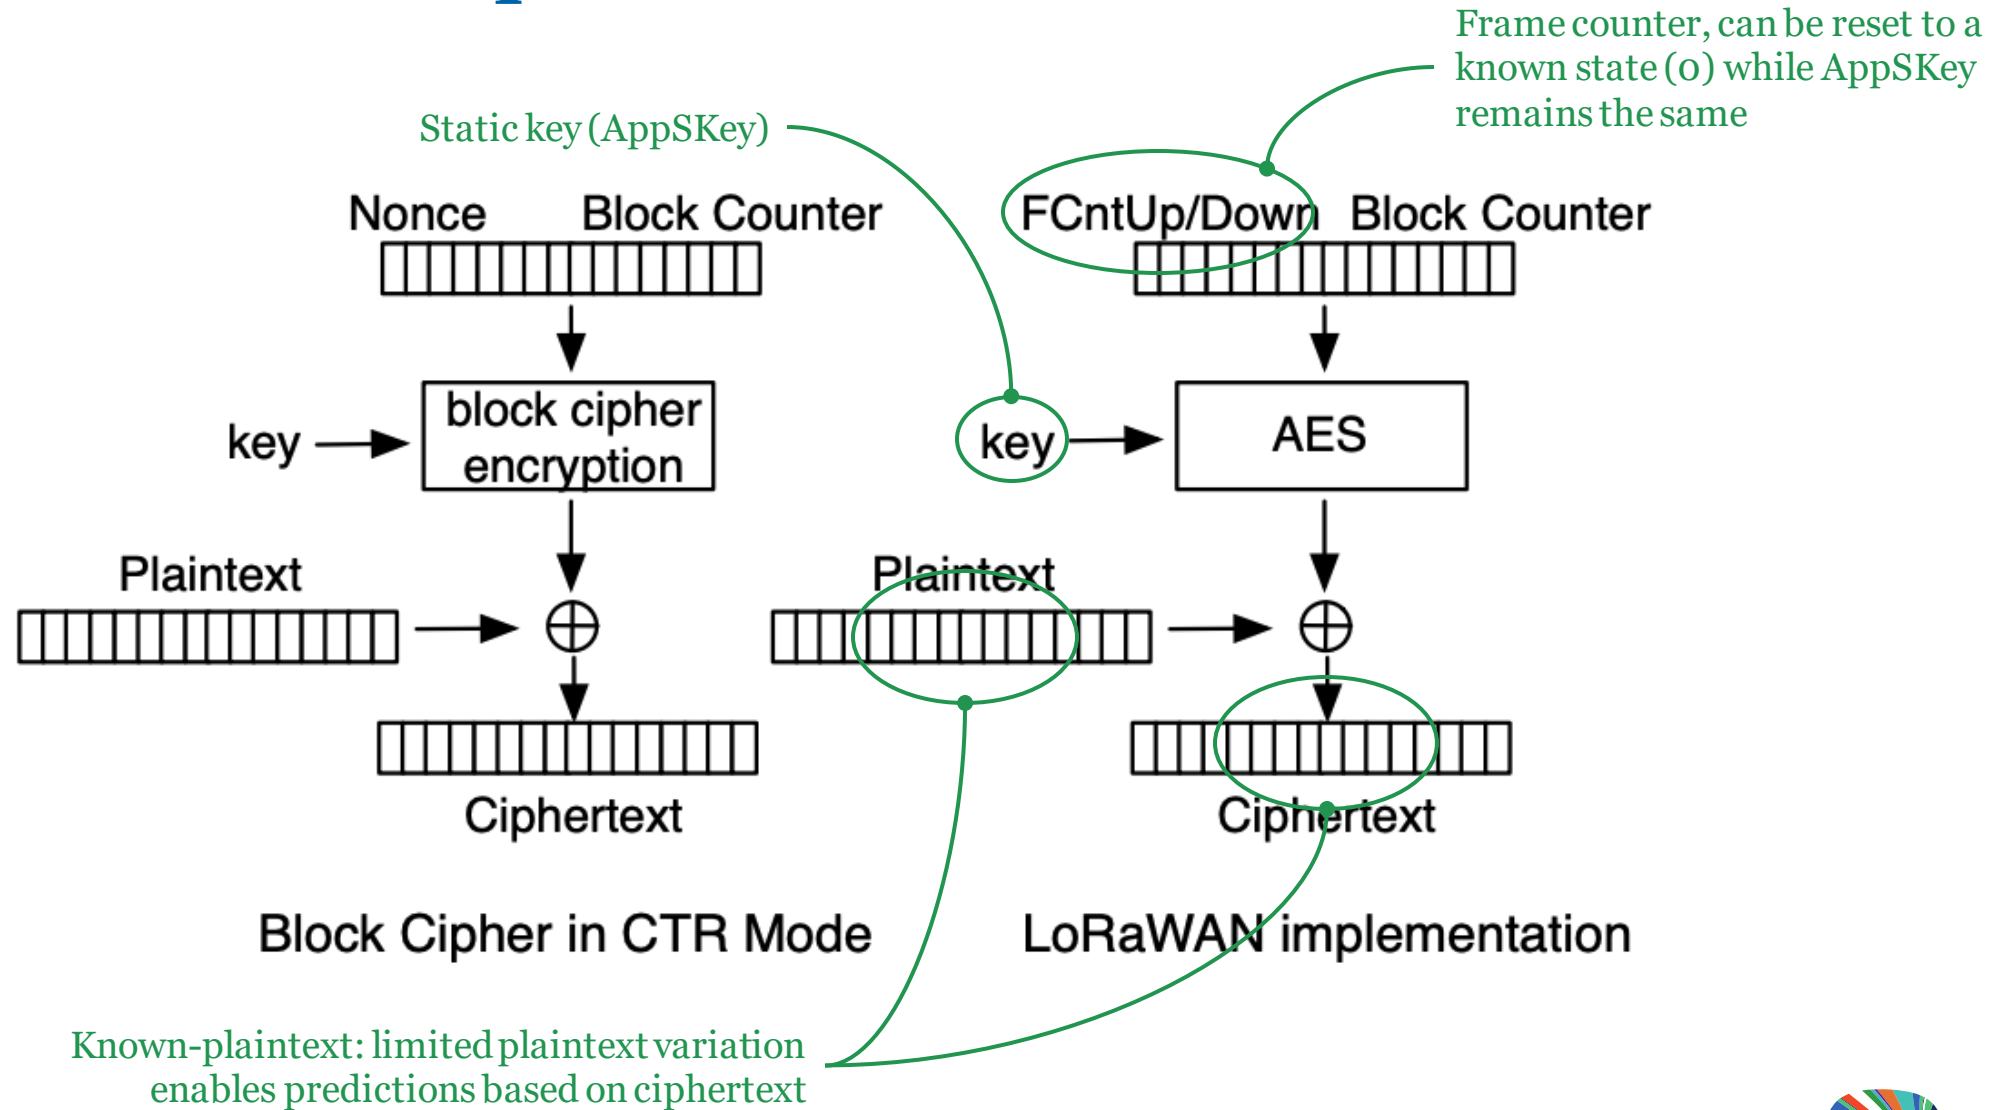 Frame counter, can be reset to a
known state (0) while AppSKey
remains the same
Static key (AppSKey)
Nonce
Block Counter
FCntUp/Down
Block Counter
key
block cipher
encryption
key
AES
Plaintext
Plaintext
Ciphertext
Ciphertext
Block Cipher in CTR Mode
LoRaWAN implementation
Known-plaintext: limited plaintext variation
enables predictions based on ciphertext